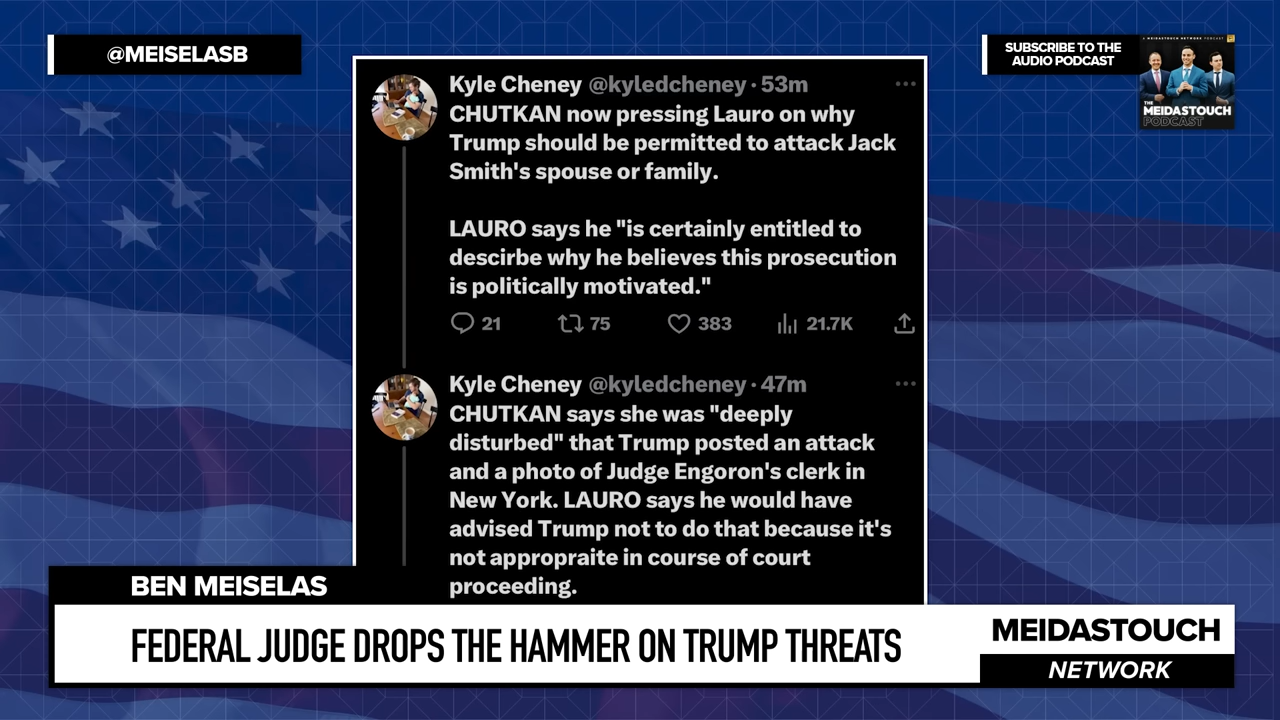 @MEISELASB
SUBSCRIBE TO THE
AUDIO PODCAST
A MEIDASTOUCH NETWORK PODCAST
THE
MEIDASTOUCH
PODCAST
Kyle Cheney @kyledcheney · 53m
CHUTKAN now pressing Lauro on why
Trump should be permitted to attack Jack
Smith's spouse or family.
LAURO says he "is certainly entitled to
descirbe why he believes this prosecution
is politically motivated."
21 75 383 21.7K
Kyle Cheney @kyledcheney · 47m
CHUTKAN says she was "deeply
disturbed" that Trump posted an attack
and a photo of Judge Engoron's clerk in
New York. LAURO says he would have
advised Trump not to do that because it's
not appropraite in course of court
proceeding.
BEN MEISELAS
FEDERAL JUDGE DROPS THE HAMMER ON TRUMP THREATS
MEIDASTOUCH
NETWORK